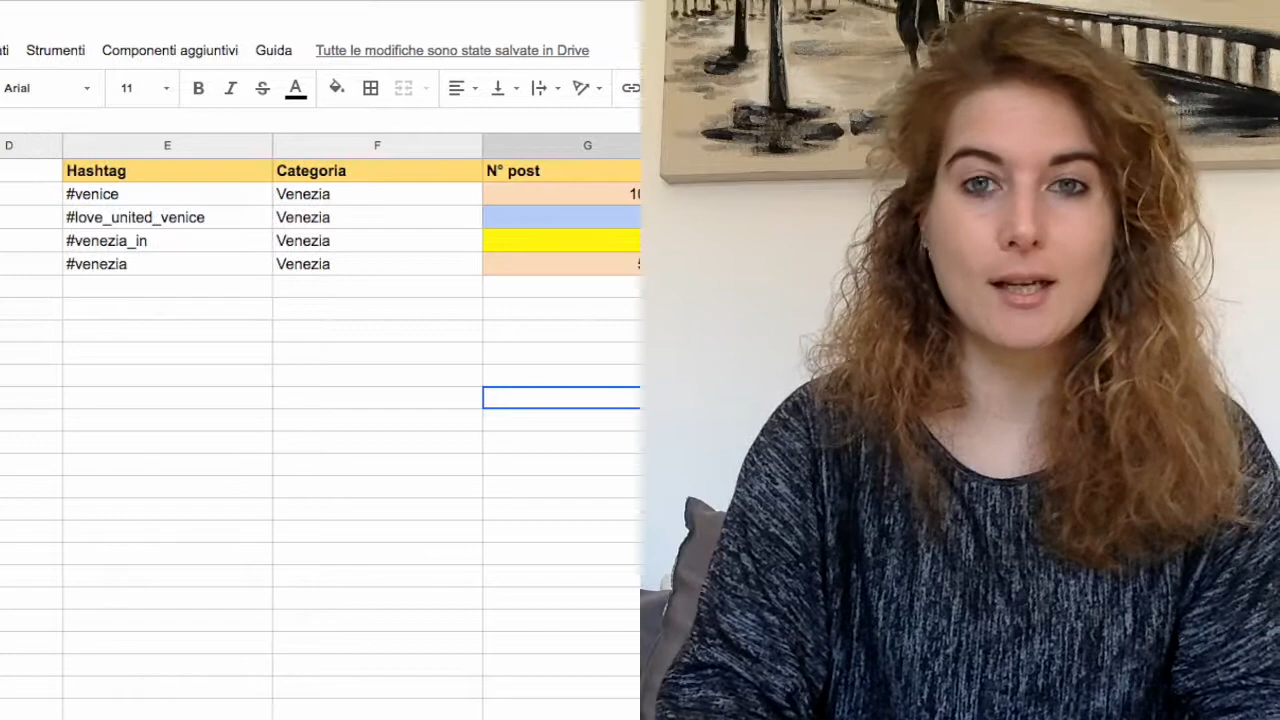 Strumenti Componenti aggiuntivi Guida Tutte le modifiche sono state salvate in Drive
Arial 11 B I S A
D E F G
Hashtag Categoria N° post
#venice Venezia
#love_united_venice Venezia
#venezia_in Venezia
#venezia Venezia